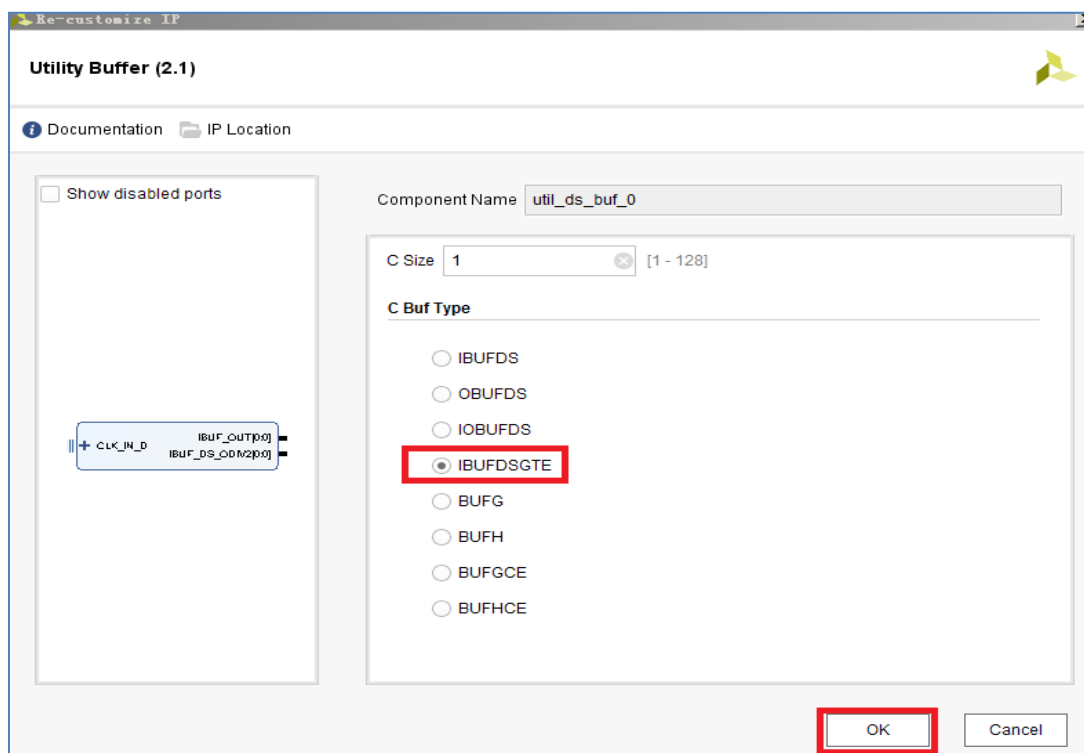 Re-customize IP
Utility Buffer (2.1)
Documentation IP Location
Show disabled ports
Component Name util_ds_buf_0
C Size 1 [1 - 128]
C Buf Type
IBUFDS
OBUFDS
IOBUFDS
CLK_IN_D
IBUF_OUT[0:0]
IBUF_DS_ODIV2[0:0]
IBUFDSGTE
BUFG
BUFH
BUFGCE
BUFHCE
OK Cancel